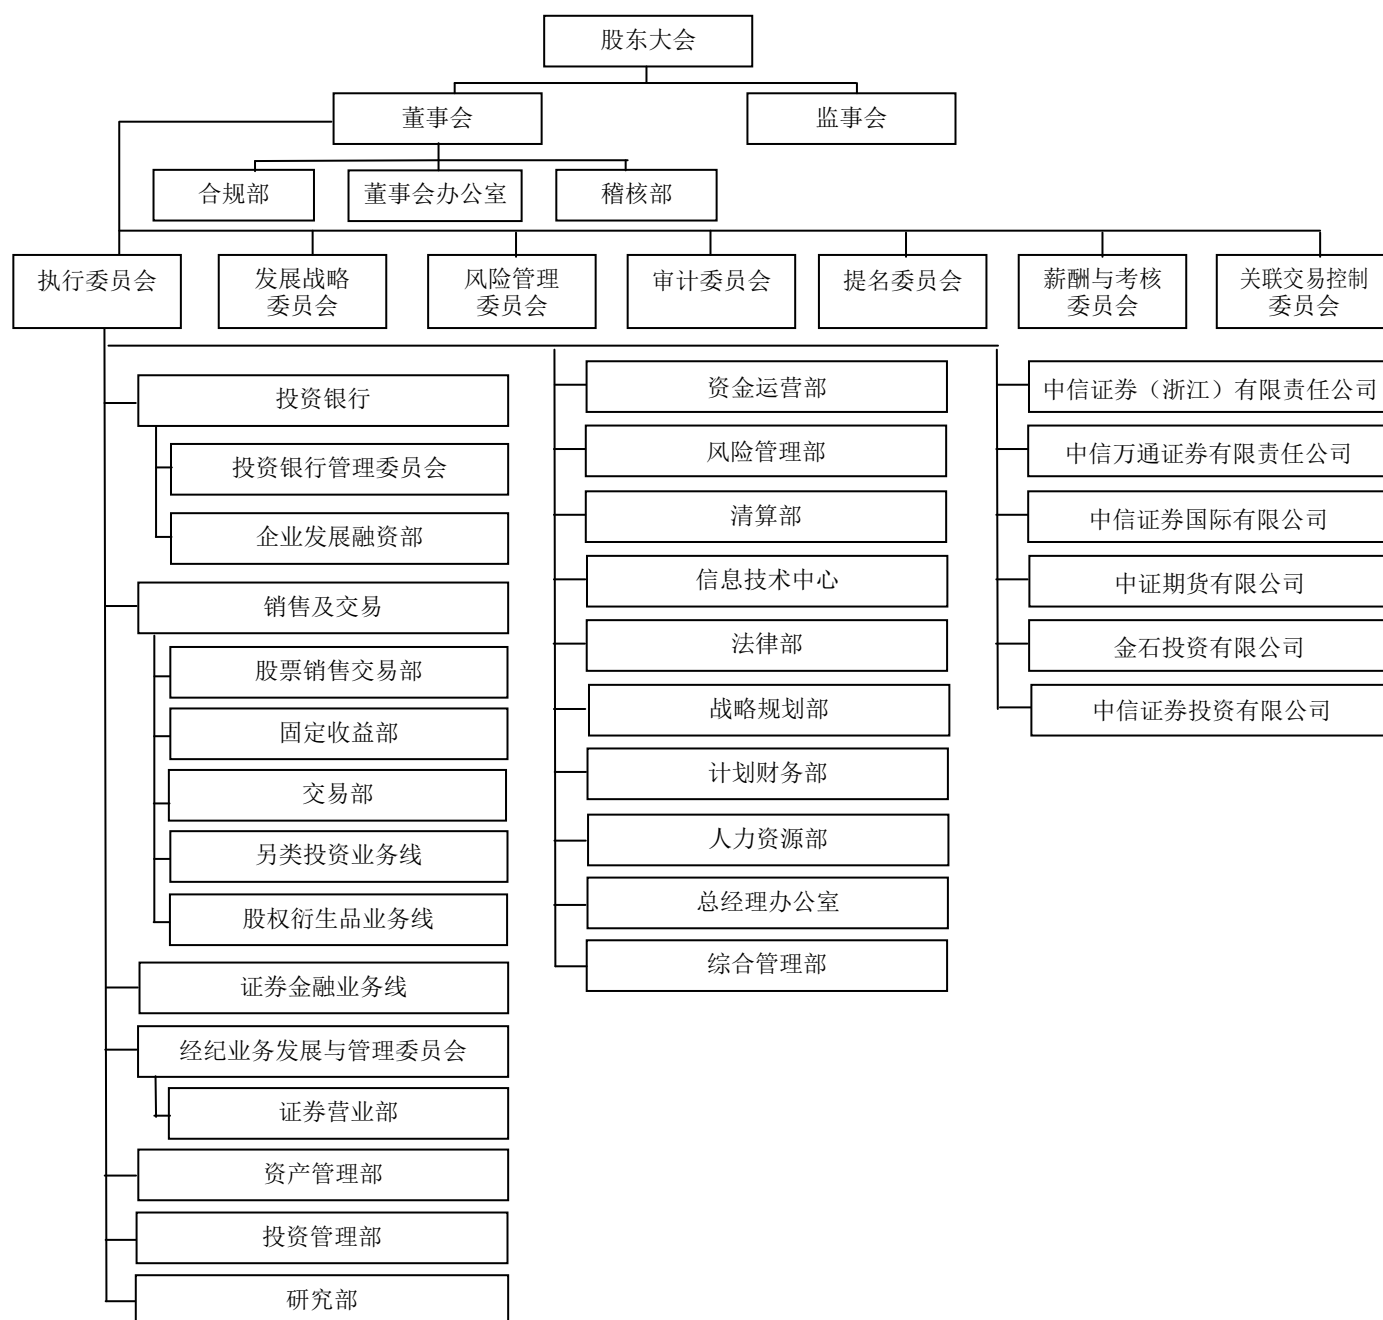 股东大会
董事会
监事会
合规部
董事会办公室
稽核部
执行委员会
发展战略
委员会
风险管理
委员会
审计委员会
提名委员会
薪酬与考核
委员会
关联交易控制
委员会
投资银行
投资银行管理委员会
企业发展融资部
销售及交易
股票销售交易部
固定收益部
交易部
另类投资业务线
股权衍生品业务线
证券金融业务线
经纪业务发展与管理委员会
证券营业部
资产管理部
投资管理部
研究部
资金运营部
风险管理部
清算部
信息技术中心
法律部
战略规划部
计划财务部
人力资源部
总经理办公室
综合管理部
中信证券（浙江）有限责任公司
中信万通证券有限责任公司
中信证券国际有限公司
中证期货有限公司
金石投资有限公司
中信证券投资有限公司